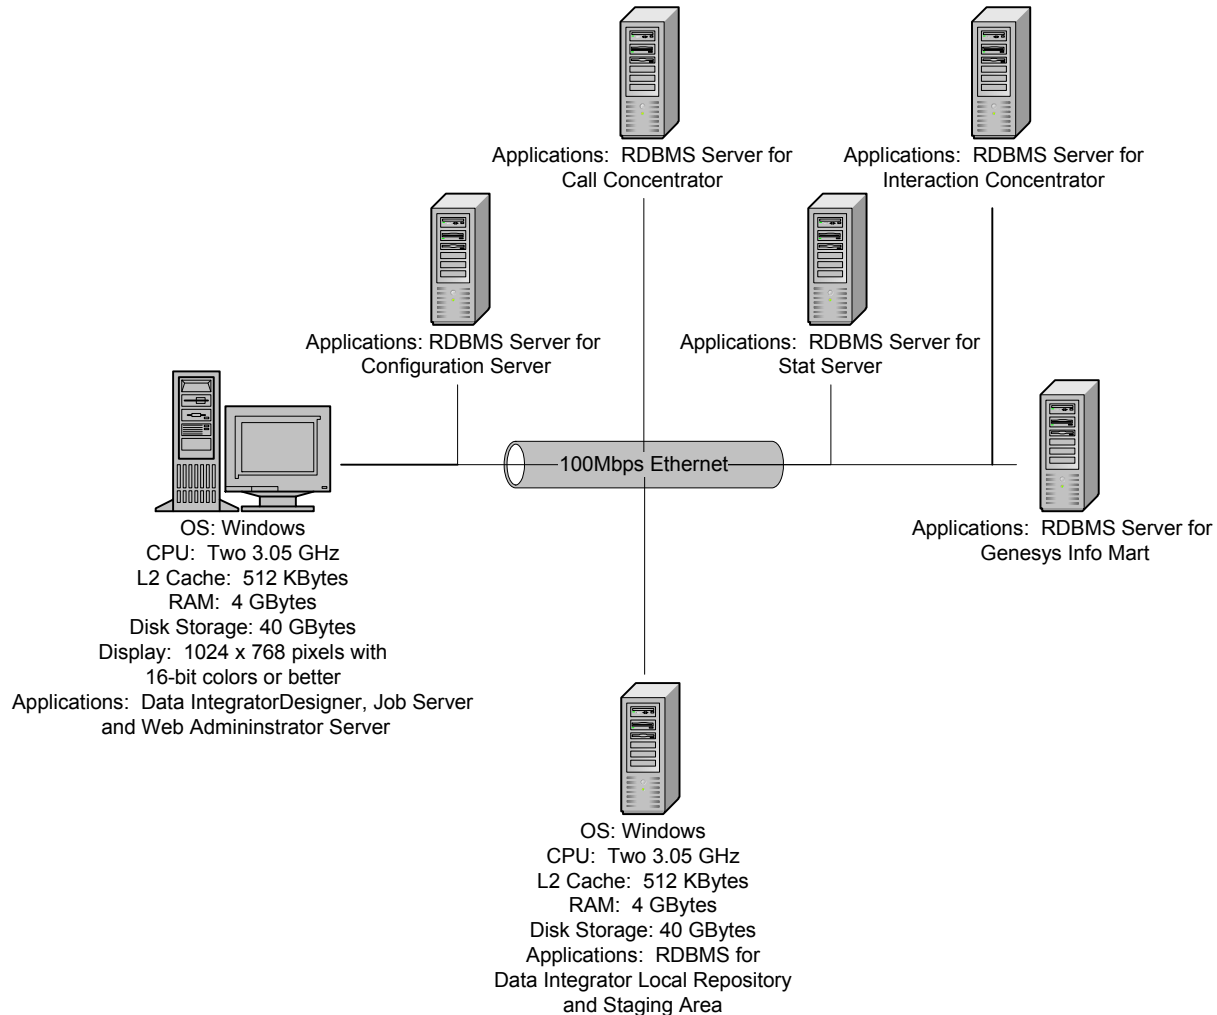 Applications: RDBMS Server for
Call Concentrator
Applications: RDBMS Server for
Interaction Concentrator
Applications: RDBMS Server for
Configuration Server
Applications: RDBMS Server for
Stat Server
100Mbps Ethernet
Applications: RDBMS Server for
Genesys Info Mart
OS: Windows
CPU: Two 3.05 GHz
L2 Cache: 512 KBytes
RAM: 4 GBytes
Disk Storage: 40 GBytes
Display: 1024 x 768 pixels with
16-bit colors or better
Applications: Data IntegratorDesigner, Job Server
and Web Admininstrator Server
OS: Windows
CPU: Two 3.05 GHz
L2 Cache: 512 KBytes
RAM: 4 GBytes
Disk Storage: 40 GBytes
Applications: RDBMS for
Data Integrator Local Repository
and Staging Area